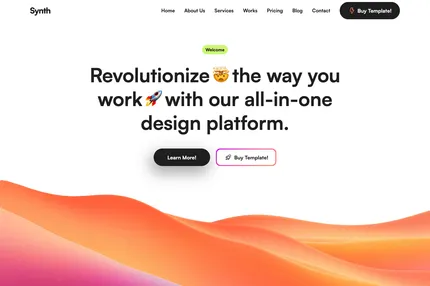 Synth
Home About Us Services Works Pricing Blog Contact Buy Template!
Welcome
Revolutionize🤯the way you
work🚀with our all-in-one
design platform.
Learn More! Buy Template!